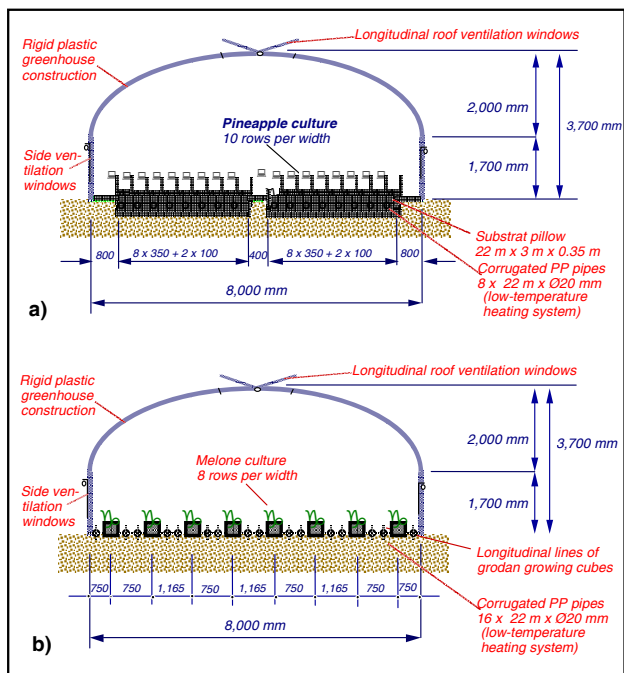 Longitudinal roof ventilation windows
Rigid plastic
greenhouse
construction
2,000 mm
3,700 mm
Pineapple culture
10 rows per width
Side ven-
tilation
windows
1,700 mm
Substrat pillow
22 m x 3 m x 0.35 m
800
8 x 350 + 2 x 100
400
8 x 350 + 2 x 100
800
Corrugated PP pipes
8 x 22 m x Ø20 mm
(low-temperature
heating system)
8,000 mm
a)
Longitudinal roof ventilation windows
Rigid plastic
greenhouse
construction
2,000 mm
3,700 mm
Melone culture
8 rows per width
Side ven-
tilation
windows
1,700 mm
Longitudinal lines of
grodan growing cubes
750
750
1,165
750
1,165
750
1,165
750
750
Corrugated PP pipes
16 x 22 m x Ø20 mm
(low-temperature
heating system)
8,000 mm
b)